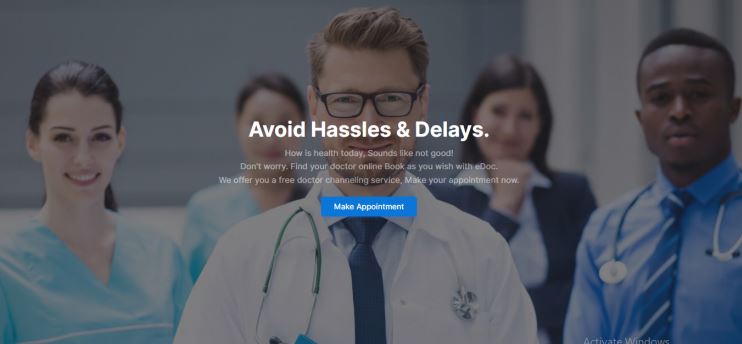 Avoid Hassles & Delays.
How is health today, Sounds like not good!
Don't worry. Find your doctor online Book as you wish with eDoc.
We offer you a free doctor channeling service, Make your appointment now.
Make Appointment
Activate Windows